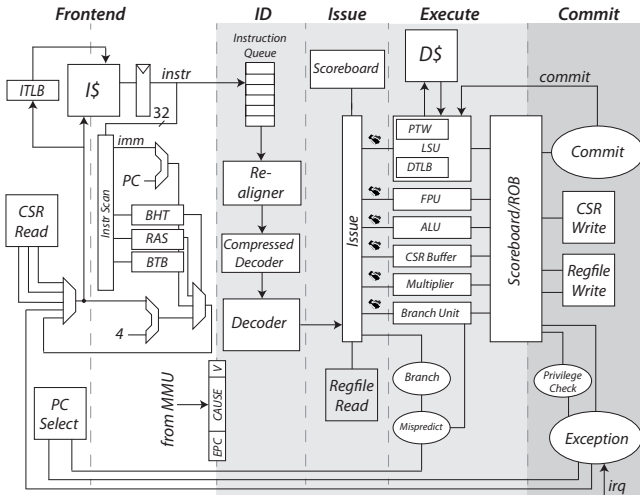 Frontend
ID
Issue
Execute
Commit
Instruction
Queue
Scoreboard
D$
ITLB
I$
instr
32
commit
PTW
LSU
DTLB
Commit
imm
PC
Instr Scan
Re-
aligner
CSR
Read
BHT
RAS
BTB
Compressed
Decoder
Decoder
Issue
FPU
ALU
CSR Buffer
Multiplier
Branch Unit
Scoreboard/ROB
CSR
Write
Regfile
Write
4
Regfile
Read
Branch
Mispredict
Privilege
Check
Exception
PC
Select
from MMU
V
CAUSE
EPC
irq